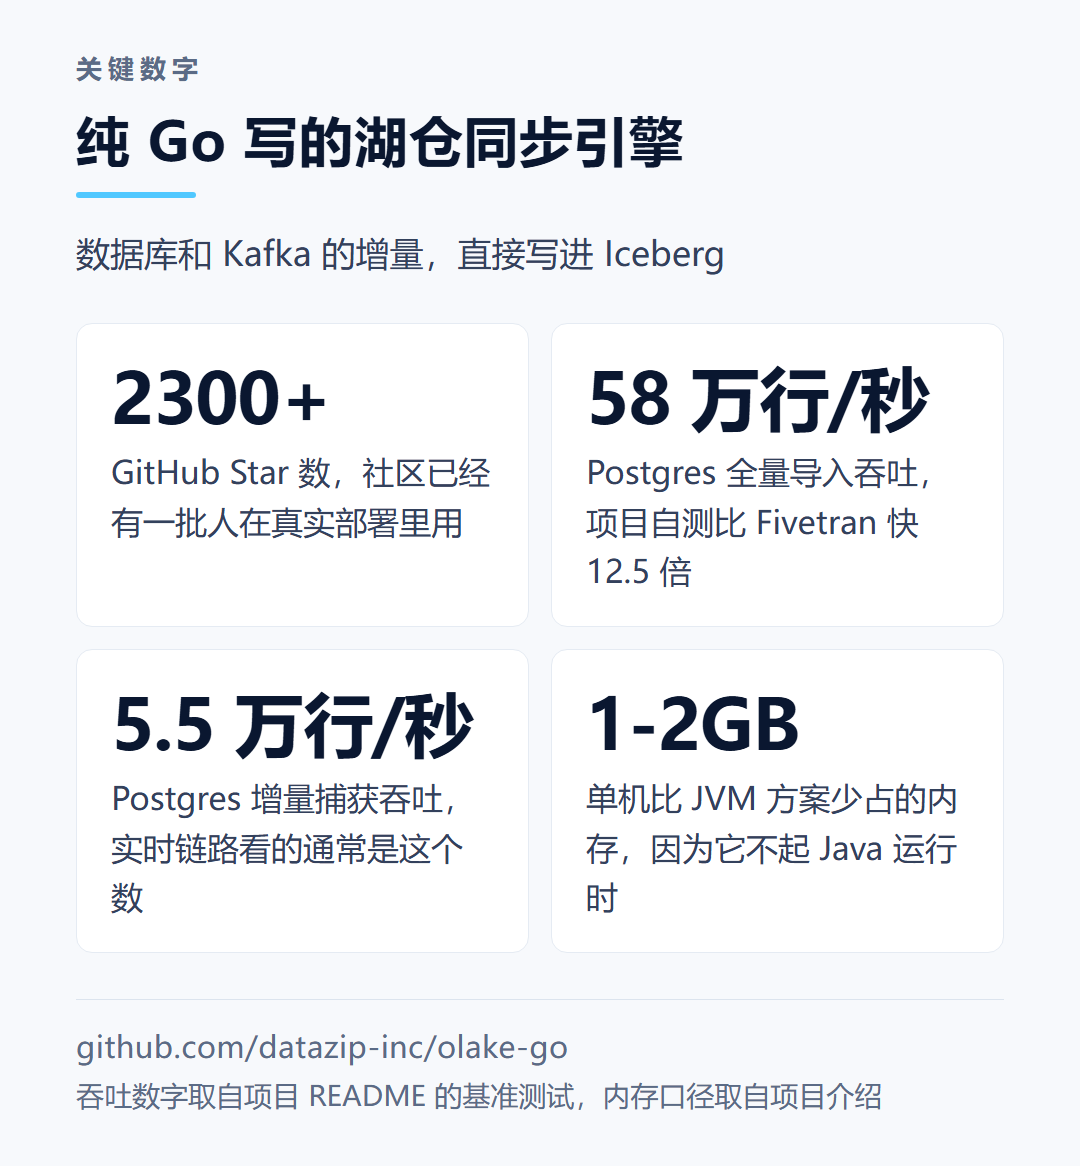 关键数字
纯 Go 写的湖仓同步引擎
数据库和 Kafka 的增量，直接写进 Iceberg
2300+
GitHub Star 数，社区已经
有一批人在真实部署里用
58 万行/秒
Postgres 全量导入吞吐，
项目自测比 Fivetran 快
12.5 倍
5.5 万行/秒
Postgres 增量捕获吞吐，
实时链路看的通常是这个
数
1-2GB
单机比 JVM 方案少占的内
存，因为它不起 Java 运行
时
github.com/datazip-inc/olake-go
吞吐数字取自项目 README 的基准测试，内存口径取自项目介绍